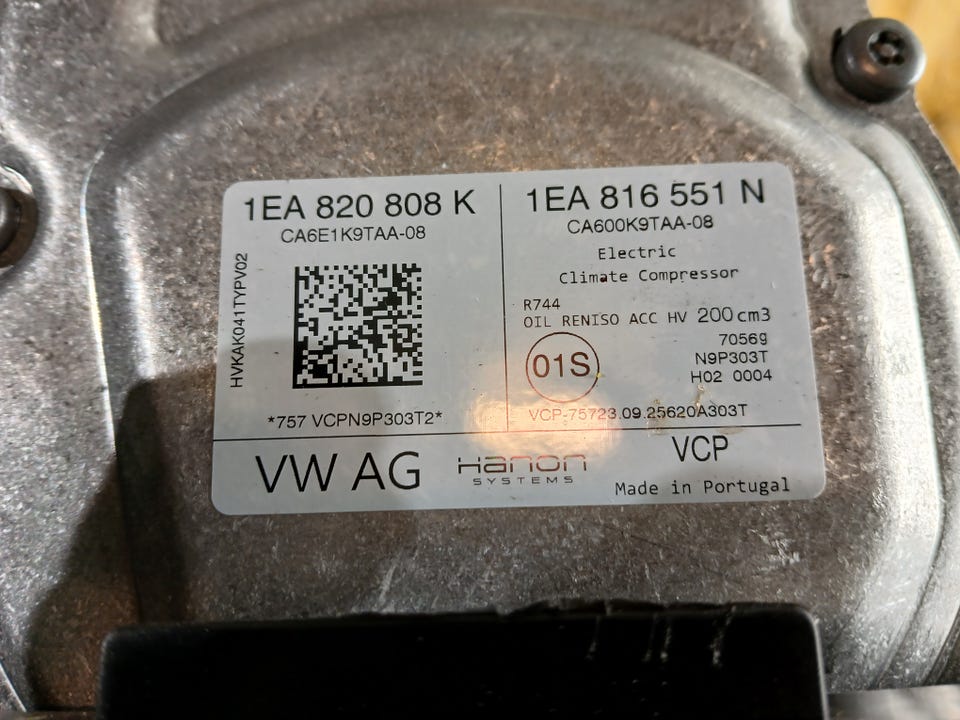 1EA 820 808 K
CA6E1K9TAA-08
HVKAK041TYPV02
*757 VCPN9P303T2*
1EA 816 551 N
CA600K9TAA-08
Electric
Climate Compressor
R744
OIL RENISO ACC HV 200 cm3
01S
7056g
N9P303T
H02 0004
VCP-75723.09.25620A303T
VW AG
Hanon
SYSTEMS
VCP
Made in Portugal